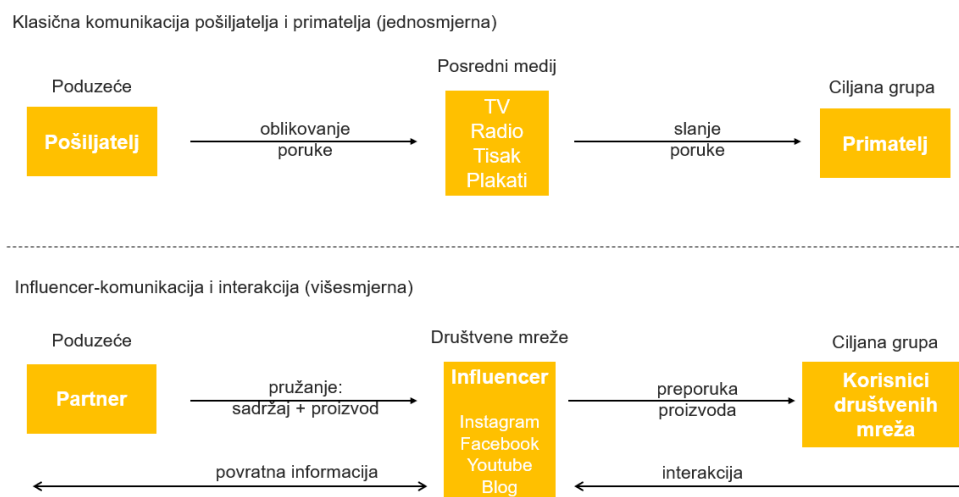 Klasična komunikacija pošiljatelja i primatelja (jednosmjerna)
Poduzeće
Pošiljatelj
oblikovanje
poruke
Posredni medij
TV
Radio
Tisak
Plakati
slanje
poruke
Ciljana grupa
Primatelj
Influencer-komunikacija i interakcija (višesmjerna)
Poduzeće
Partner
pružanje:
sadržaj + proizvod
povratna informacija
Društvene mreže
Influencer
Instagram
Facebook
Youtube
Blog
preporuka
proizvoda
interakcija
Ciljana grupa
Korisnici
društvenih
mreža